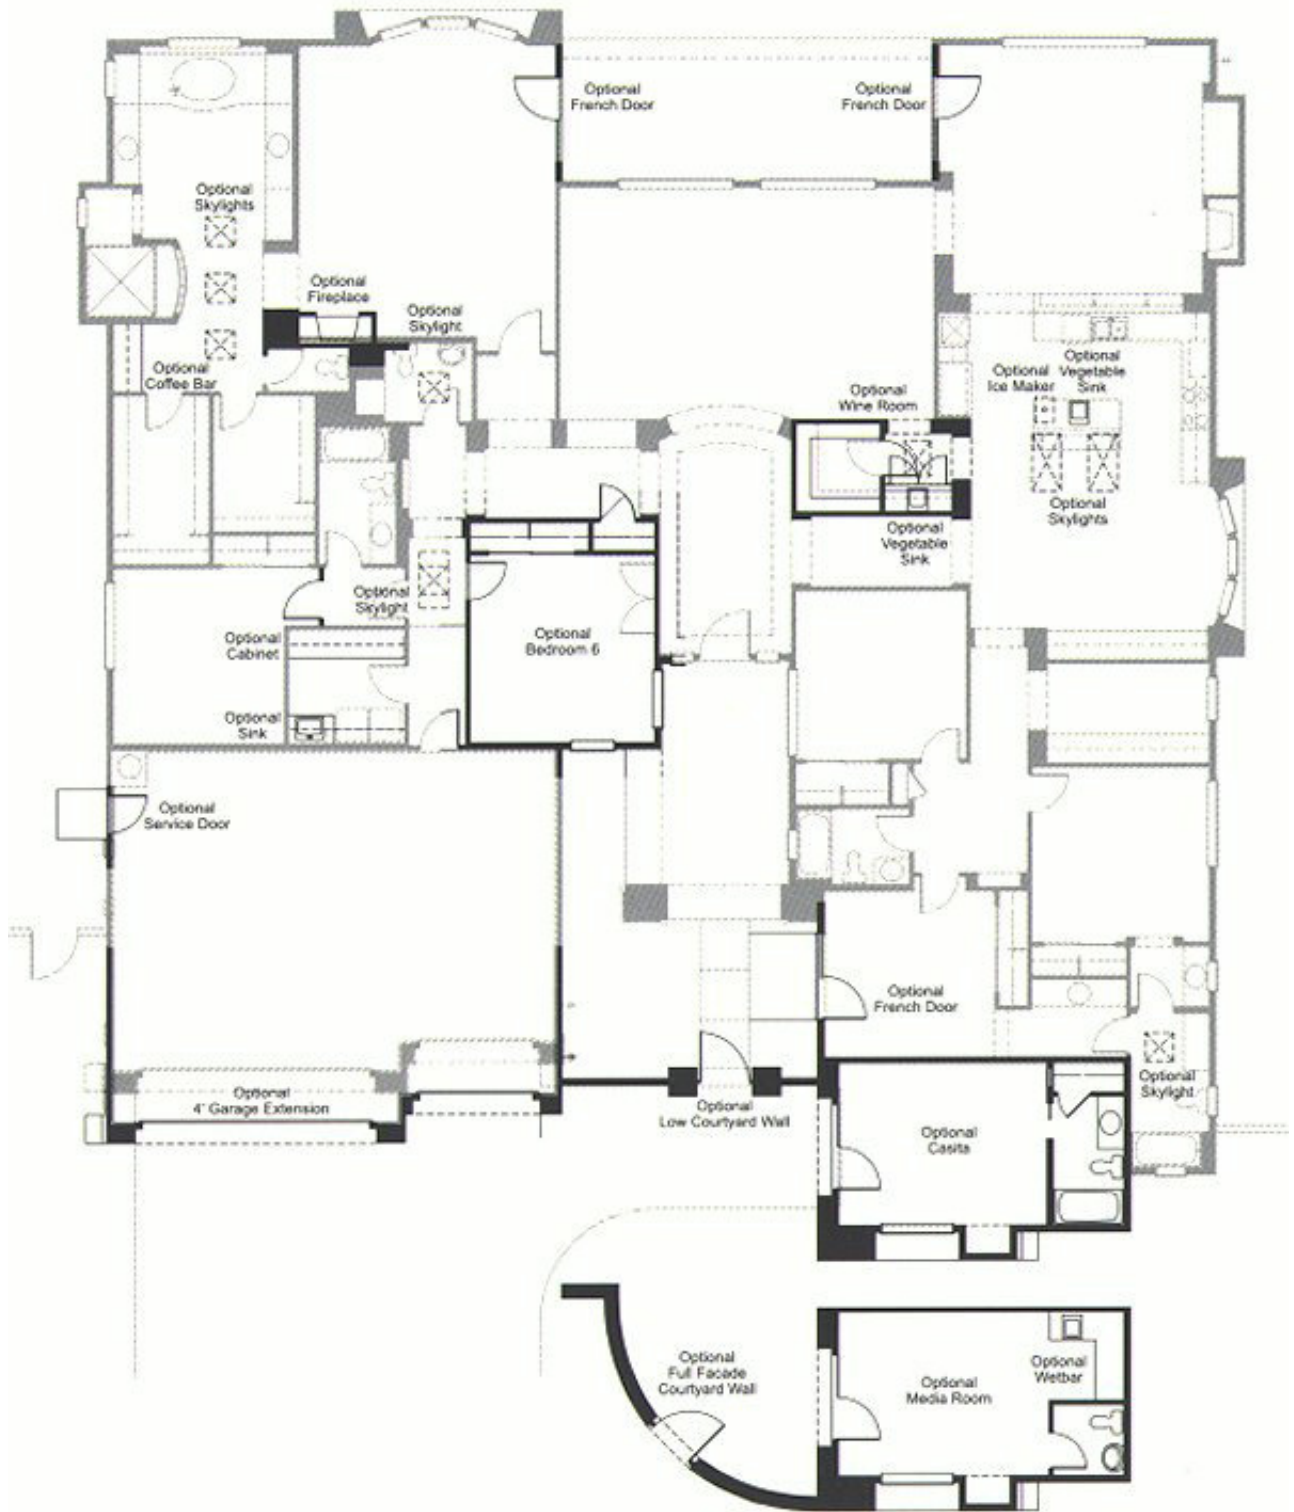 Optional
French Door
Optional
French Door
Optional
Skylights
Optional
Fireplace
Optional
Skylight
Optional
Coffee Bar
Optional
Wine Room
Optional
Ice Maker
Optional
Vegetable
Sink
Optional
Skylights
Optional
Vegetable
Sink
Optional
Skylight
Optional
Cabinet
Optional
Bedroom 6
Optional
Sink
Optional
Service Door
Optional
French Door
Optional
4' Garage Extension
Optional
Low Courtyard Wall
Optional
Skylight
Optional
Casita
Optional
Full Facade
Courtyard Wall
Optional
Media Room
Optional
Wetbar